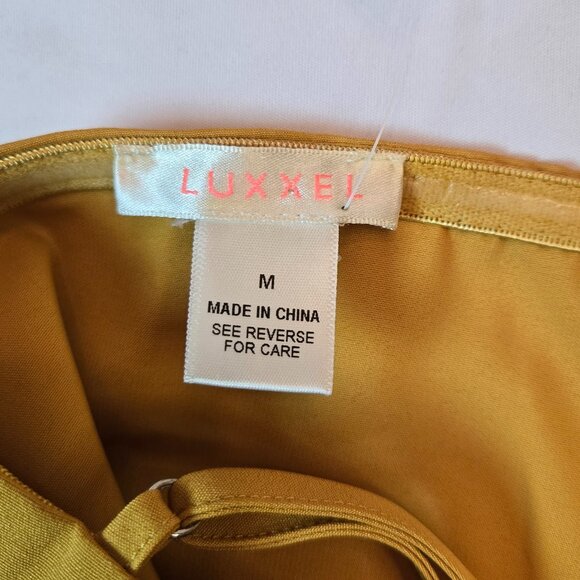 LUXXEL
M
MADE IN CHINA
SEE REVERSE
FOR CARE